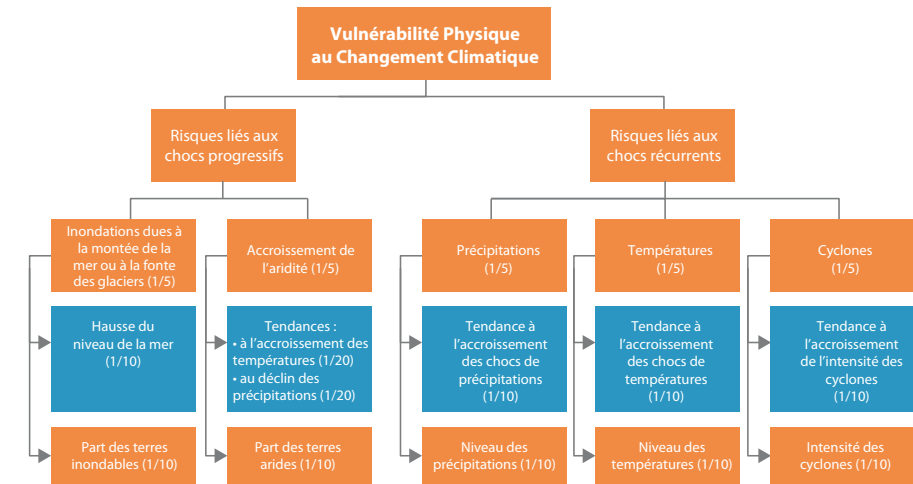 Vulnérabilité Physique
au Changement Climatique
Risques liés aux
chocs progressifs
Risques liés aux
chocs récurrents
Inondations dues à
la montée de la
mer ou à la fonte
des glaciers (1/5)
Accroissement de
l'aridité (1/5)
Précipitations
(1/5)
Températures
(1/5)
Cyclones
(1/5)
Hausse du
niveau de la mer
(1/10)
Tendances :
• à l'accroissement des
températures (1/20)
• au déclin des
précipitations (1/20)
Tendance à
l'accroissement
des chocs de
précipitations
(1/10)
Tendance à
l'accroissement
des chocs de
températures
(1/10)
Tendance à
l'accroissement
de l'intensité des
cyclones
(1/10)
Part des terres
inondables (1/10)
Part des terres
arides (1/10)
Niveau des
précipitations (1/10)
Niveau des
températures (1/10)
Intensité des
cyclones (1/10)